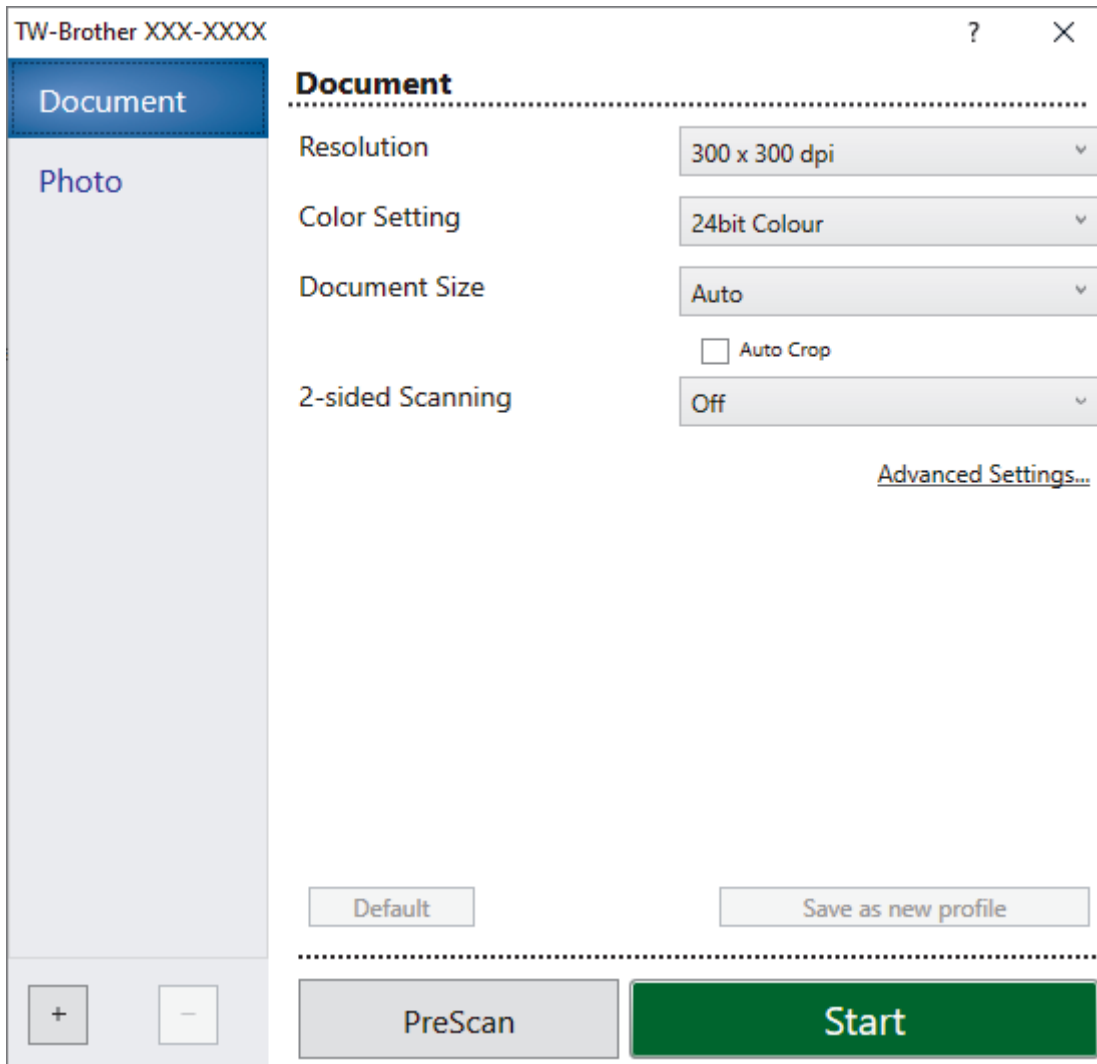 TW-Brother XXX-XXXX ?
Document
Photo
Document
Resolution 300 x 300 dpi
Color Setting 24bit Colour
Document Size Auto
Auto Crop
2-sided Scanning Off
Advanced Settings...
Default Save as new profile
+ −
PreScan Start